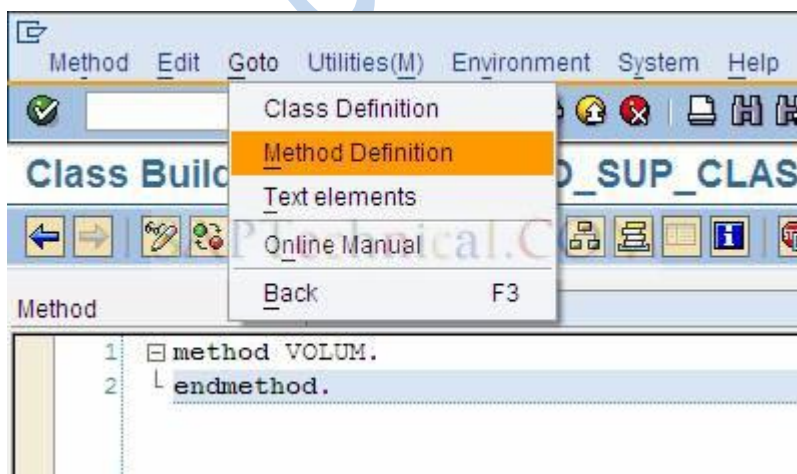 Method Edit Goto Utilities(M) Environment System Help
Class Definition
Method Definition
Text elements
Online Manual
Back F3
Class Buil
_SUP_CLAS
Method
1 method VOLUM.
2 endmethod.